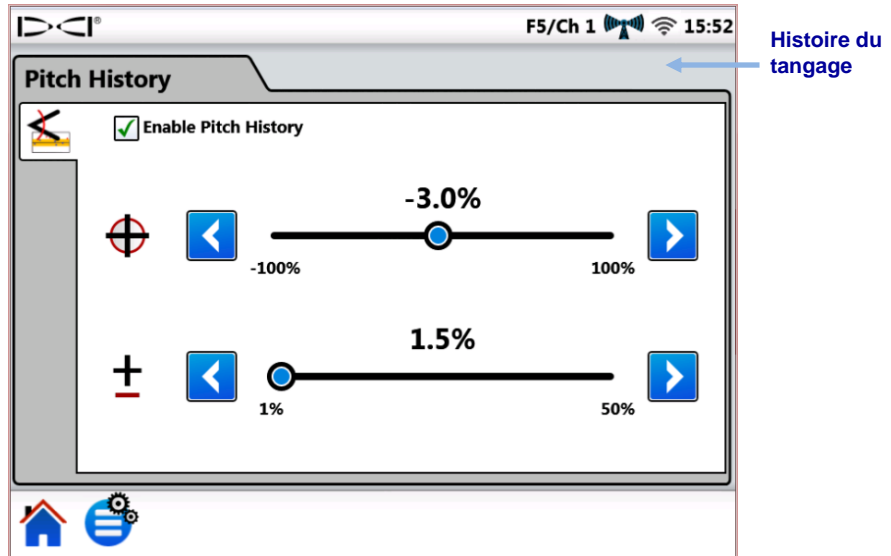 DCI®
F5/Ch 1 15:52
Histoire du
tangage
Pitch History
Enable Pitch History
-3.0%
-100% 100%
1.5%
1% 50%